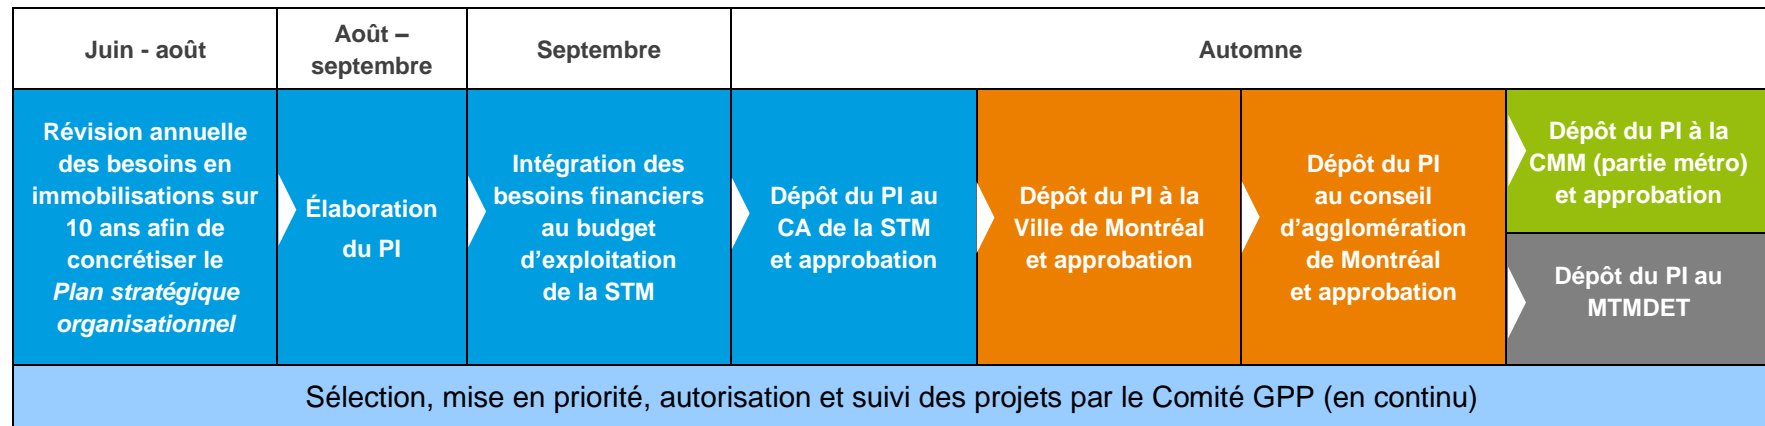 Juin - août
Août –
septembre
Septembre
Automne
Révision annuelle
des besoins en
immobilisations sur
10 ans afin de
concrétiser le
Plan stratégique
organisationnel
Élaboration
du PI
Intégration des
besoins financiers
au budget
d’exploitation
de la STM
Dépôt du PI au
CA de la STM
et approbation
Dépôt du PI à la
Ville de Montréal
et approbation
Dépôt du PI
au conseil
d’agglomération
de Montréal
et approbation
Dépôt du PI à la
CMM (partie métro)
et approbation
Dépôt du PI au
MTMDET
Sélection, mise en priorité, autorisation et suivi des projets par le Comité GPP (en continu)